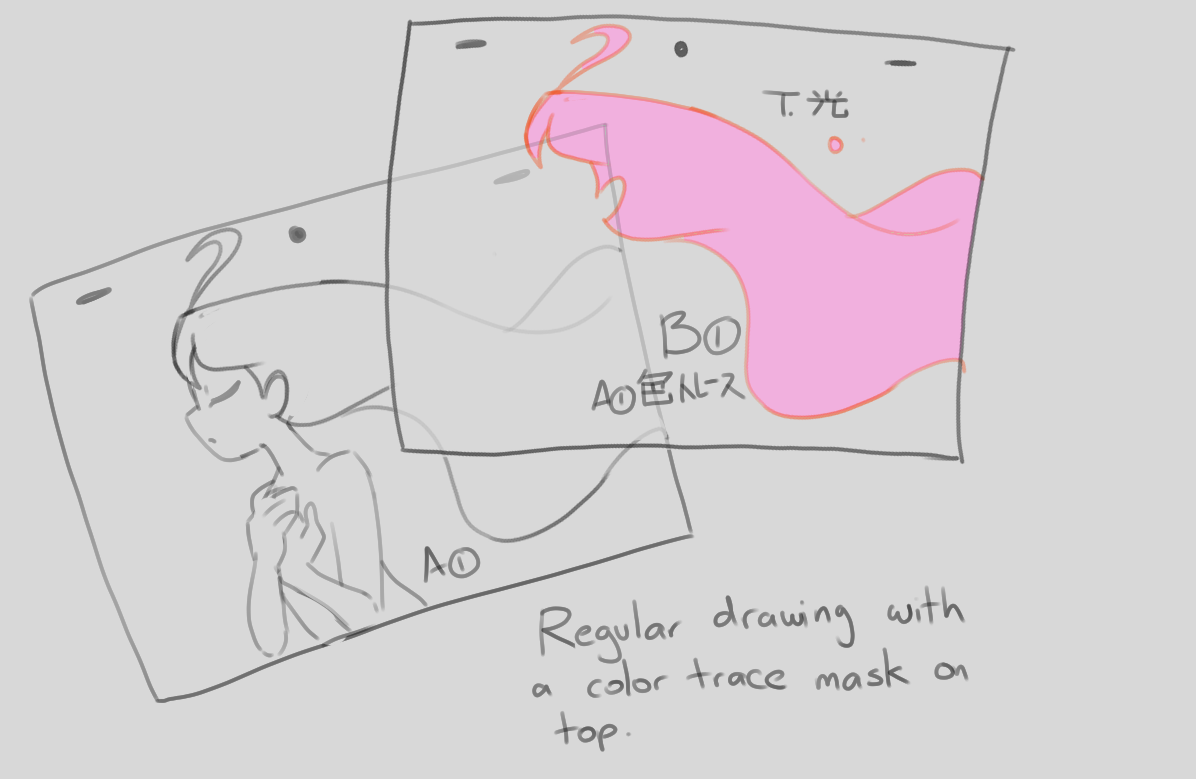 T.光
B①
A①色トレース
A①
Regular drawing with
a color trace mask on
top.